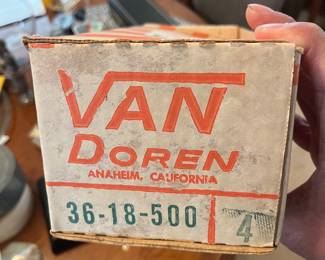 VAN
DOREN
ANAHEIM, CALIFORNIA
36-18-500 4